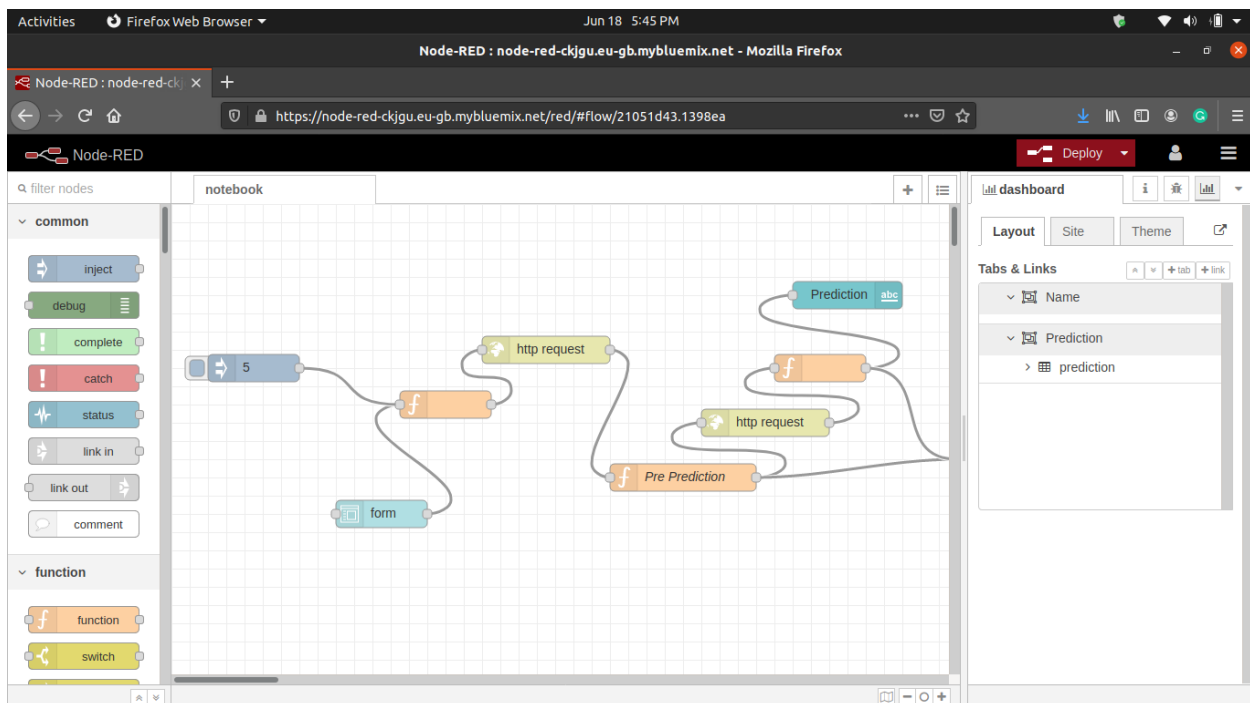 Activities Firefox Web Browser Jun 18 5:45 PM
Node-RED : node-red-ckjgu.eu-gb.mybluemix.net - Mozilla Firefox
Node-RED : node-red-ckj
https://node-red-ckjgu.eu-gb.mybluemix.net/red/#flow/21051d43.1398ea
Node-RED
Deploy
filter nodes
notebook
dashboard
common
inject
debug
complete
catch
status
link in
link out
comment
function
function
switch
5
http request
form
Pre Prediction
http request
Prediction abc
Layout Site Theme
Tabs & Links
+ tab + link
Name
Prediction
prediction